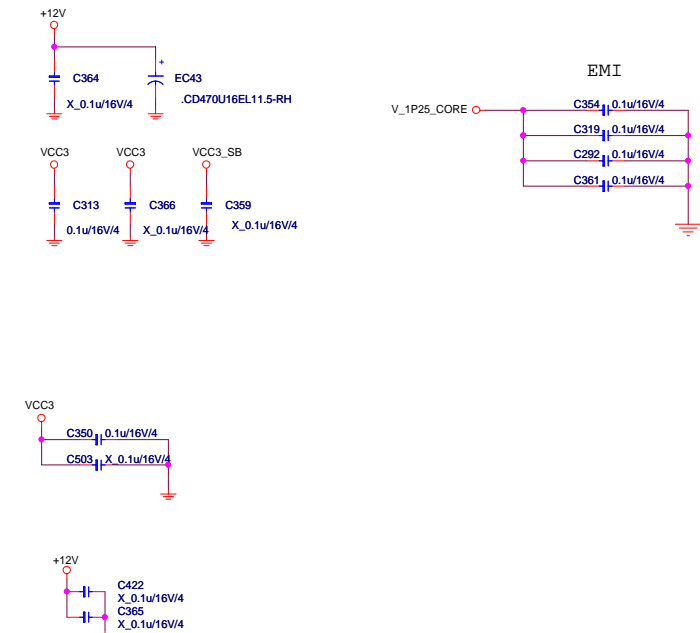 +12V
C364
X_0.1u/16V/4
EC43
.CD470U16EL11.5-RH
VCC3
C313
0.1u/16V/4
VCC3
C366
X_0.1u/16V/4
VCC3_SB
C359
X_0.1u/16V/4
EMI
V_1P25_CORE
C354 0.1u/16V/4
C319 0.1u/16V/4
C292 0.1u/16V/4
C361 0.1u/16V/4
VCC3
C350 0.1u/16V/4
C503 X_0.1u/16V/4
+12V
C422
X_0.1u/16V/4
C365
X_0.1u/16V/4